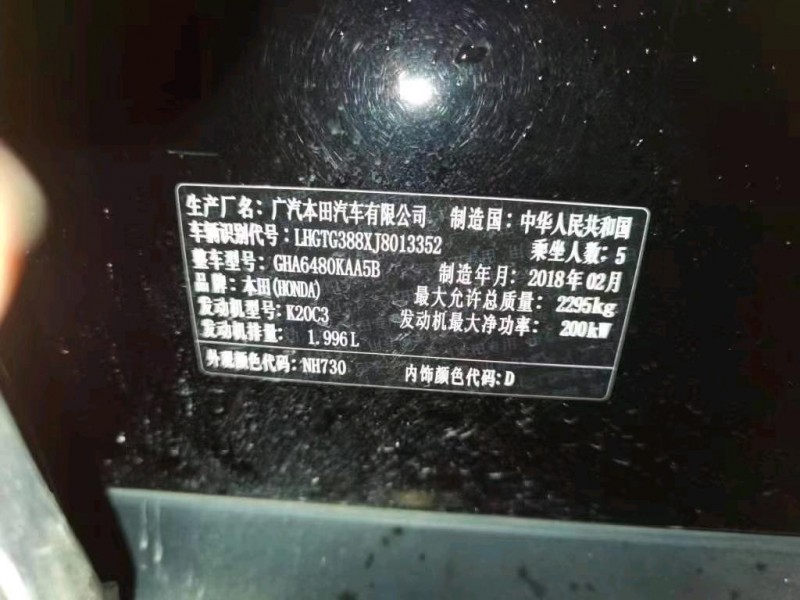 生产厂名：广汽本田汽车有限公司 制造国：中华人民共和国
车辆识别代号：LHGTG388XJ8013352 乘坐人数：5
整车型号：GHA6480KAA5B 制造年月：2018年02月
品牌：本田(HONDA) 最大允许总质量：2295kg
发动机型号：K20C3 发动机最大净功率：200kW
发动机排量：1.996L
外观颜色代码：NH730 内饰颜色代码：D